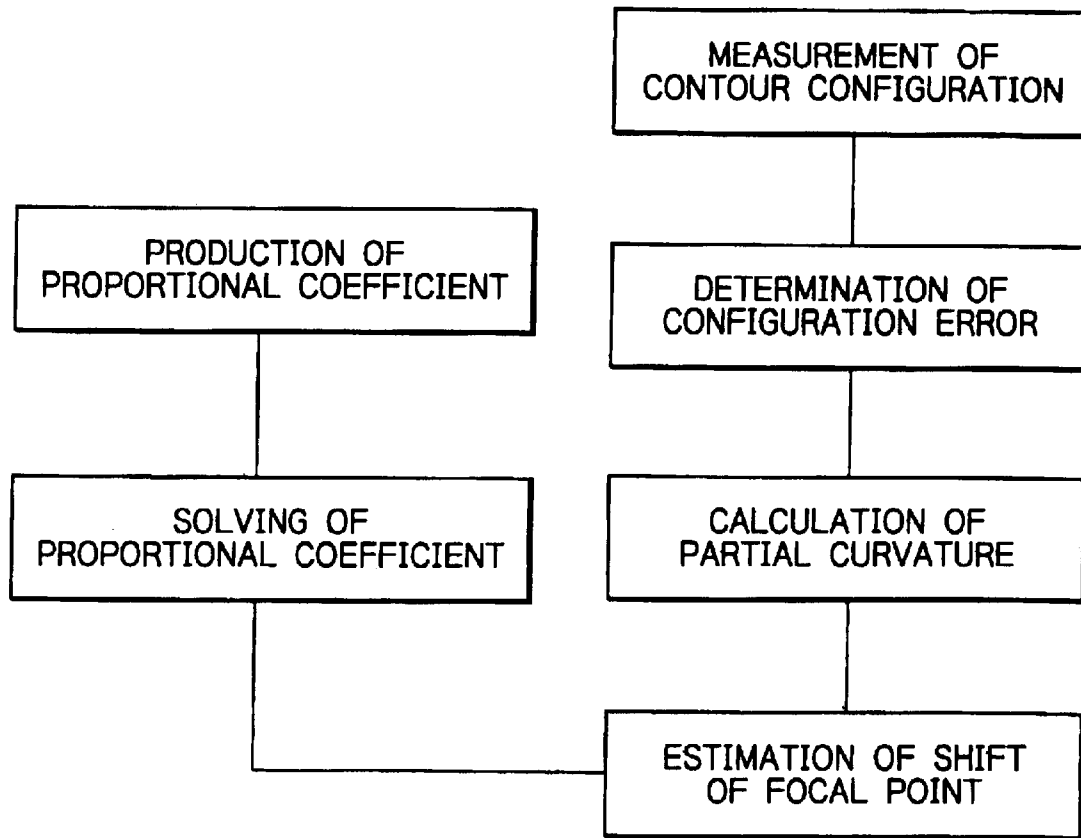 MEASUREMENT OF
CONTOUR CONFIGURATION
PRODUCTION OF
PROPORTIONAL COEFFICIENT
DETERMINATION OF
CONFIGURATION ERROR
SOLVING OF
PROPORTIONAL COEFFICIENT
CALCULATION OF
PARTIAL CURVATURE
ESTIMATION OF SHIFT
OF FOCAL POINT